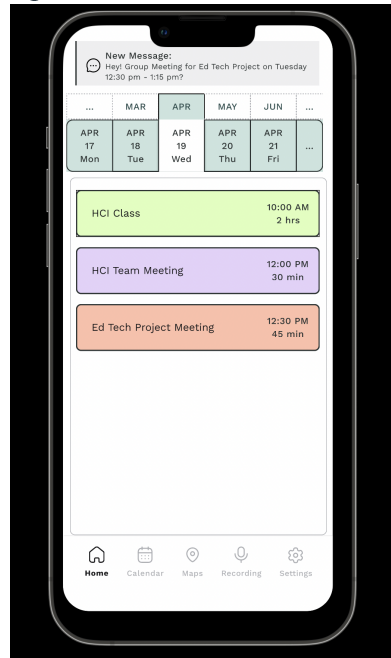 New Message:
Hey! Group Meeting for Ed Tech Project on Tuesday
12:30 pm - 1:15 pm?
... MAR APR MAY JUN ...
APR APR APR APR APR
17 18 19 20 21 ...
Mon Tue Wed Thu Fri
HCI Class
10:00 AM
2 hrs
HCI Team Meeting
12:00 PM
30 min
Ed Tech Project Meeting
12:30 PM
45 min
Home Calendar Maps Recording Settings